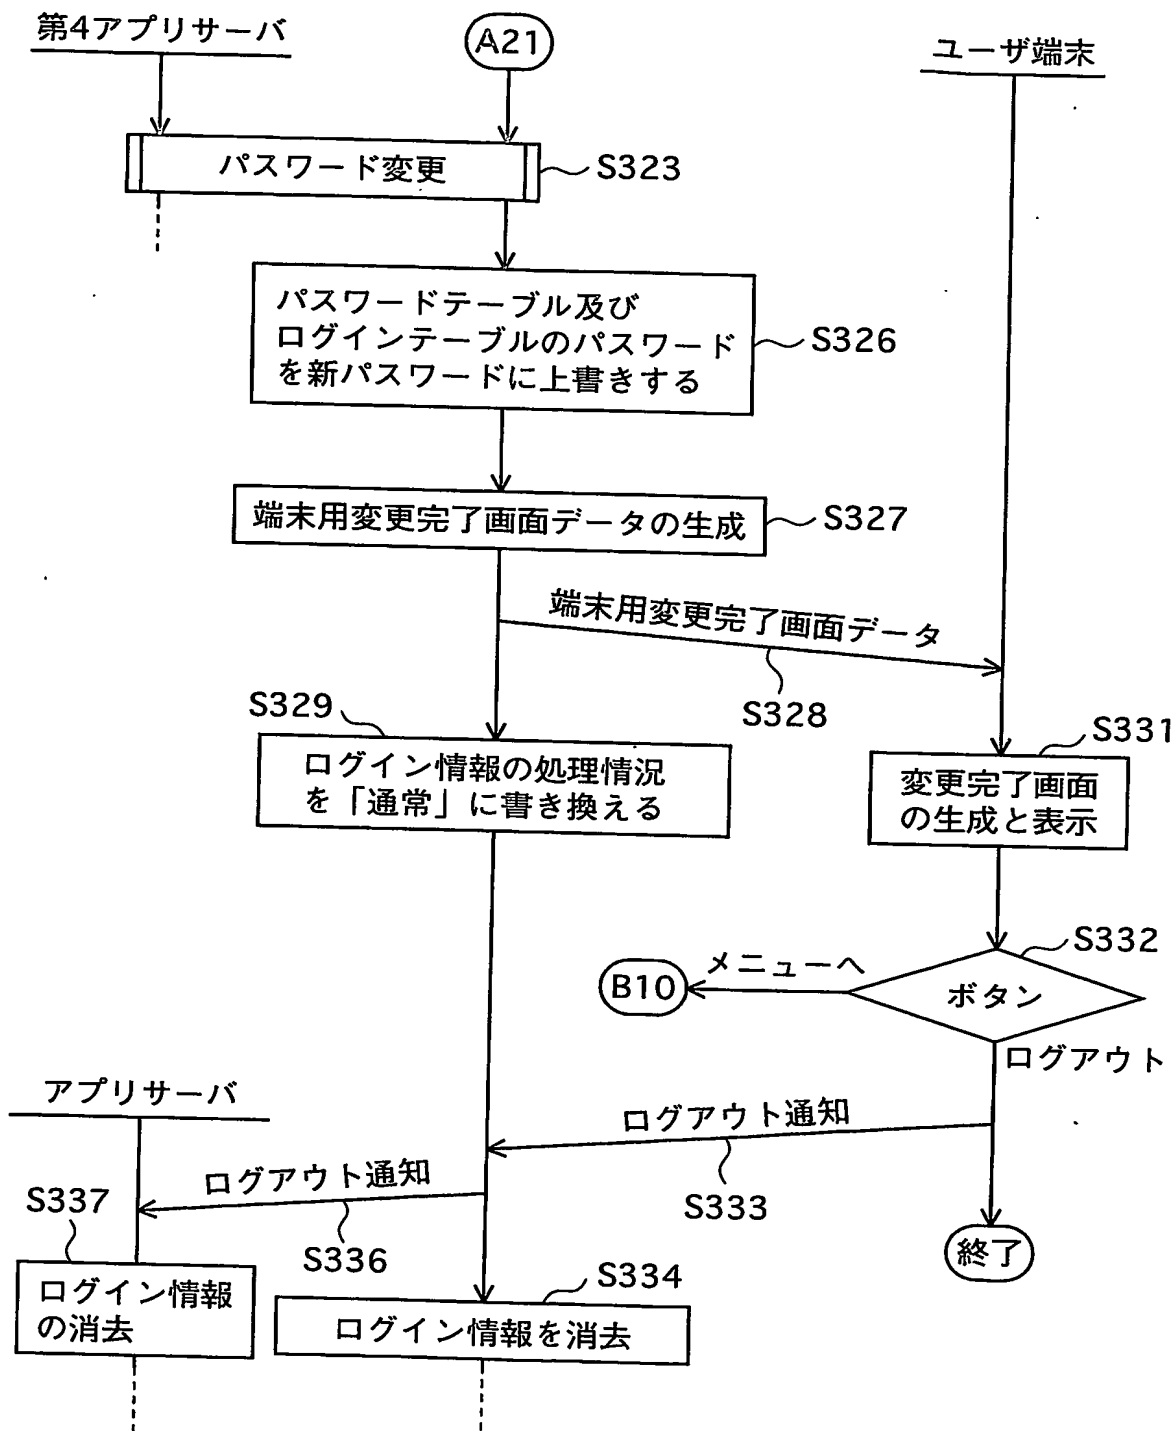 第4アプリサーバ
A21
ユーザ端末
パスワード変更
S323
パスワードテーブル及び
ログインテーブルのパスワード
を新パスワードに上書きする
S326
端末用変更完了画面データの生成
S327
端末用変更完了画面データ
S328
S329
ログイン情報の処理情況
を「通常」に書き換える
S331
変更完了画面
の生成と表示
S332
メニューへ
B10
ボタン
ログアウト
アプリサーバ
ログアウト通知
S333
ログアウト通知
S336
S337
終了
ログイン情報
の消去
S334
ログイン情報を消去